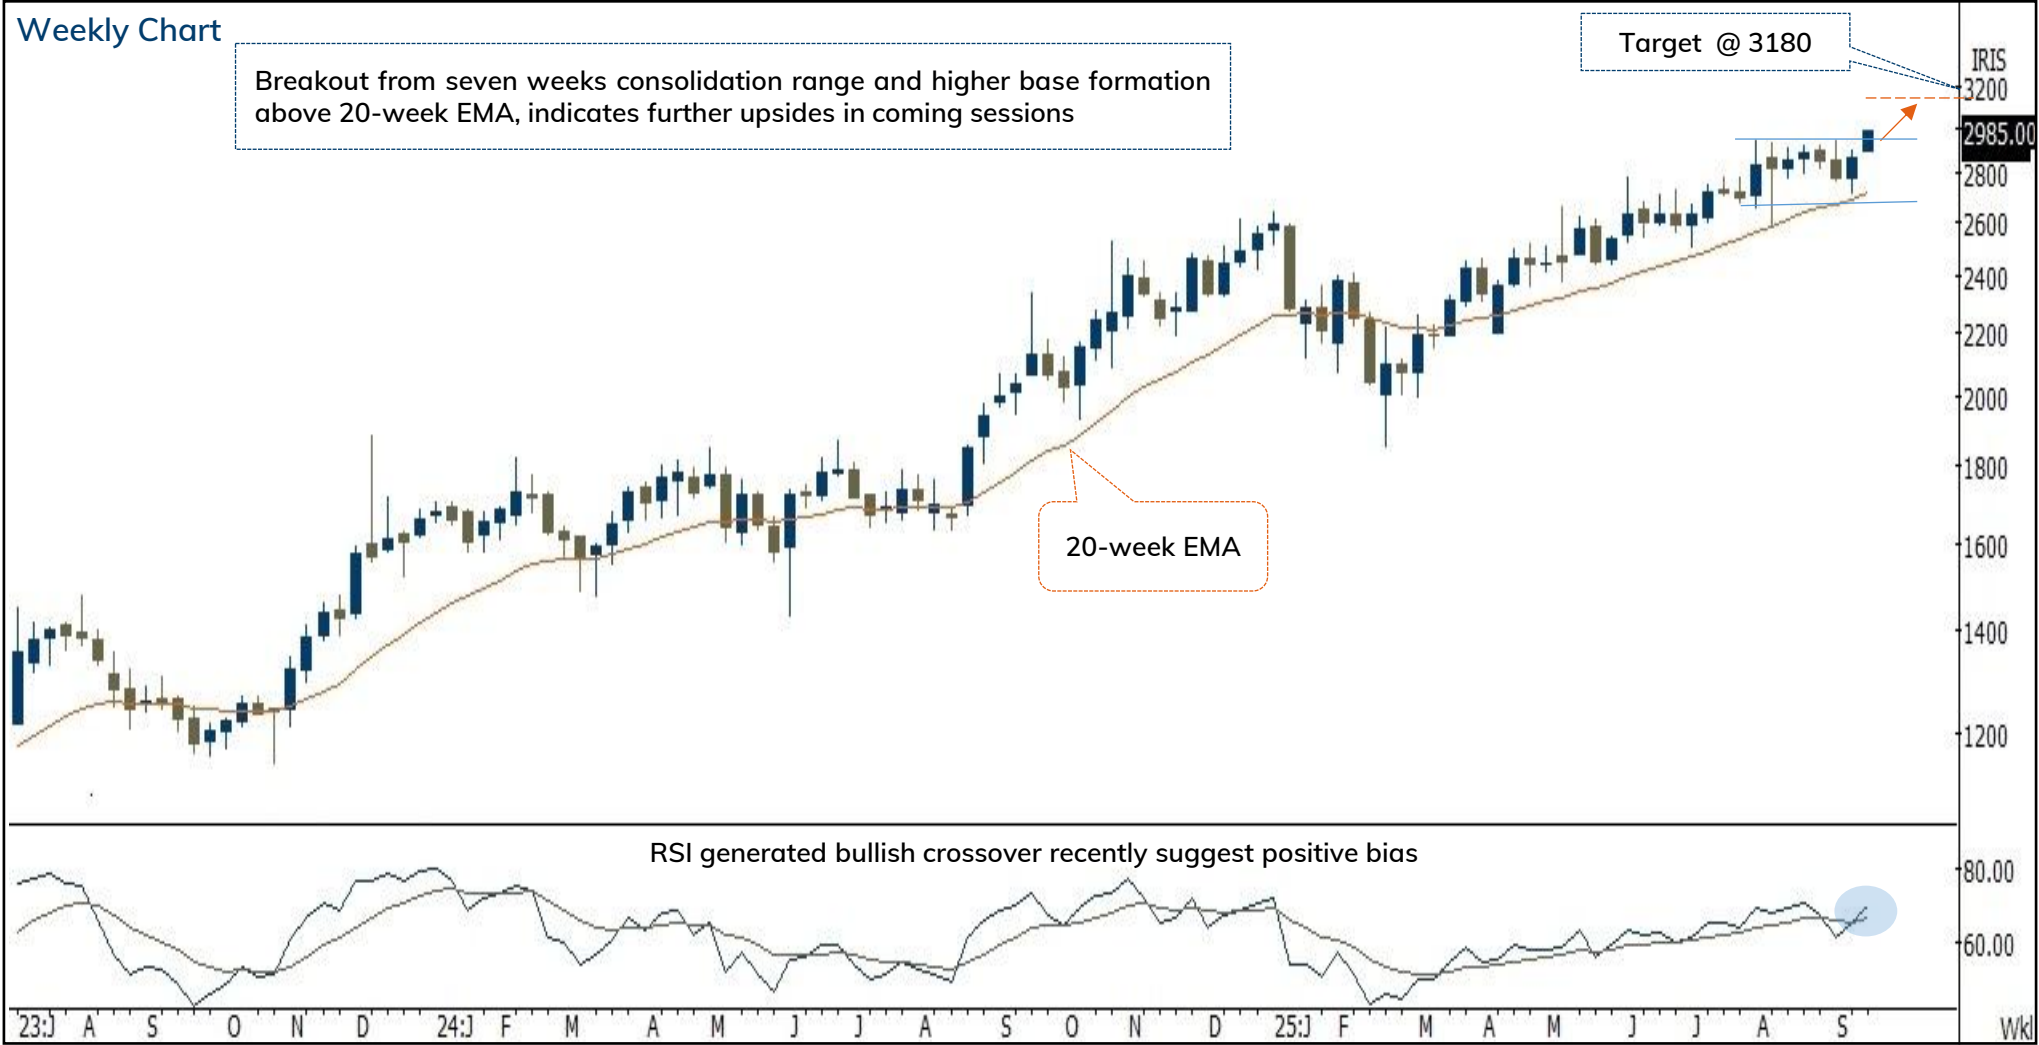 Weekly Chart
Breakout from seven weeks consolidation range and higher base formation
above 20-week EMA, indicates further upsides in coming sessions
Target @ 3180
IRIS
3200
2985.00
2800
2600
2400
2200
2000
1800
1600
1400
1200
20-week EMA
RSI generated bullish crossover recently suggest positive bias
80.00
60.00
23:J A S O N D 24:J F M A M J J A S O N D 25:J F M A M J J A S Wkl